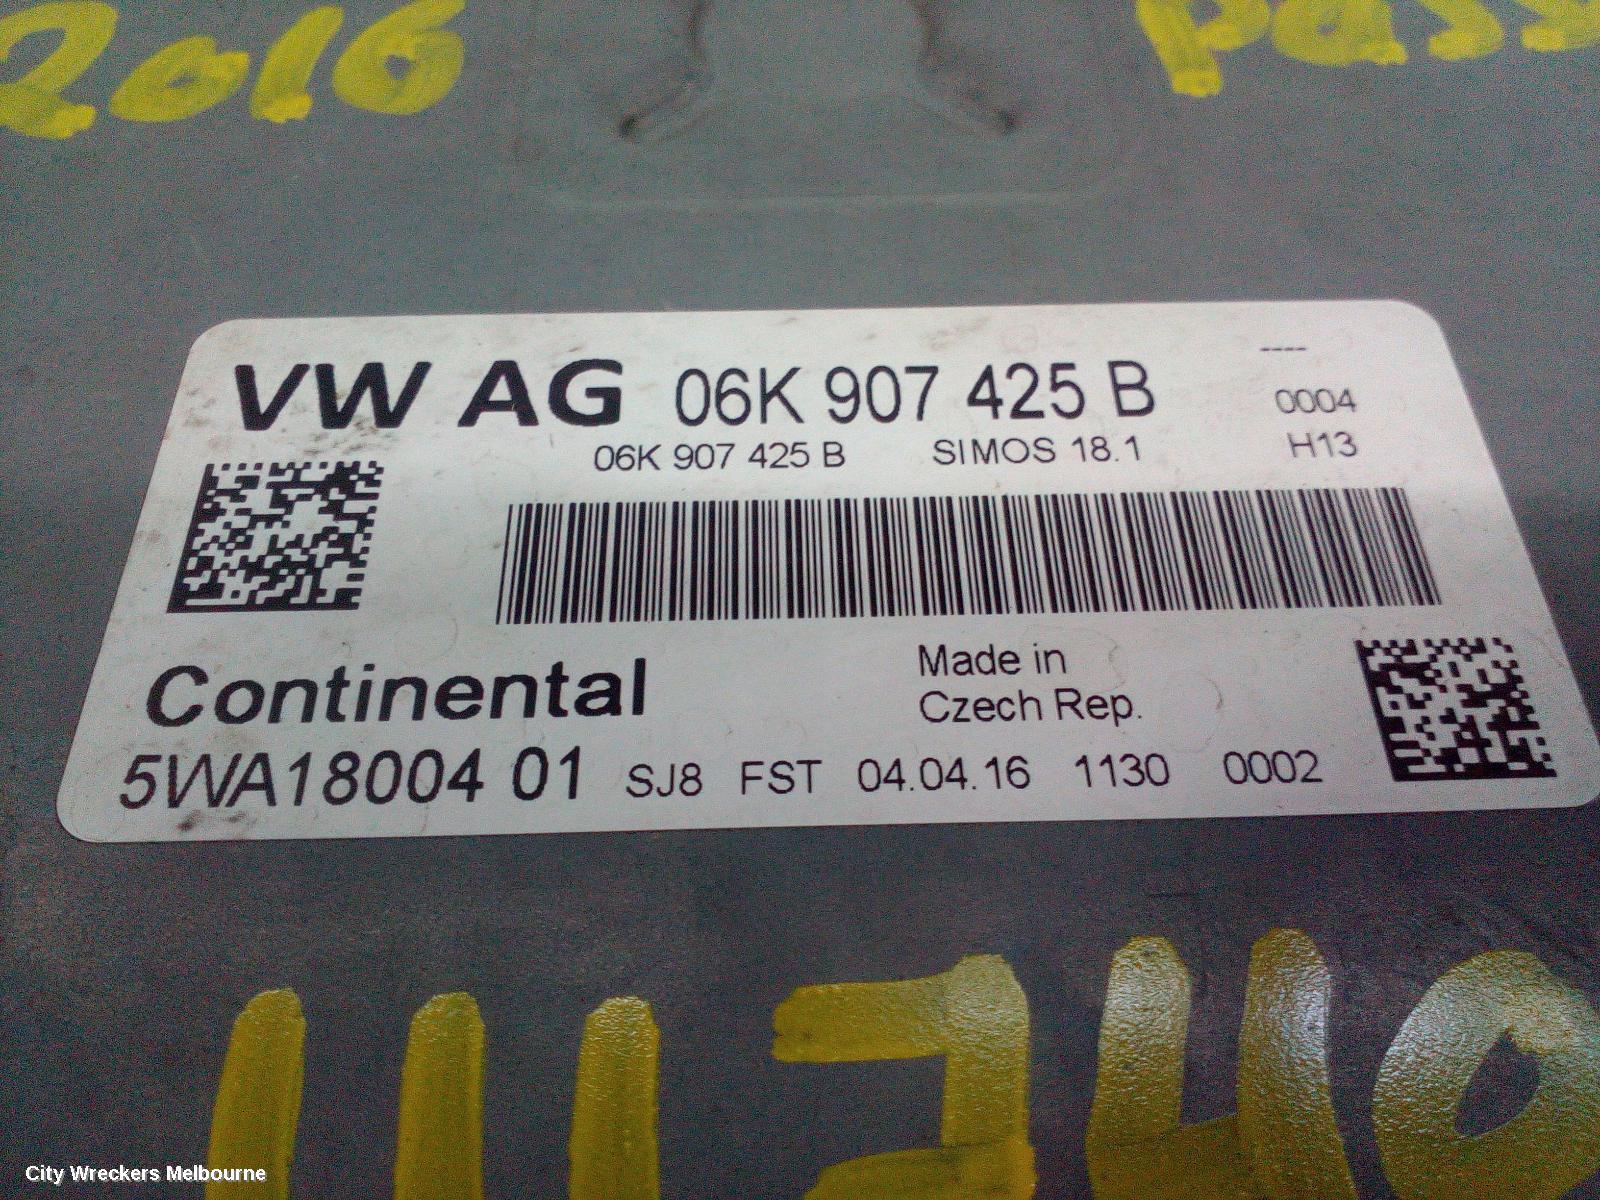 2016 pass
VW AG 06K 907 425 B
----
0004
06K 907 425 B SIMOS 18.1 H13
Continental
Made in
Czech Rep.
5WA18004 01 SJ8 FST 04.04.16 1130 0002
City Wreckers Melbourne